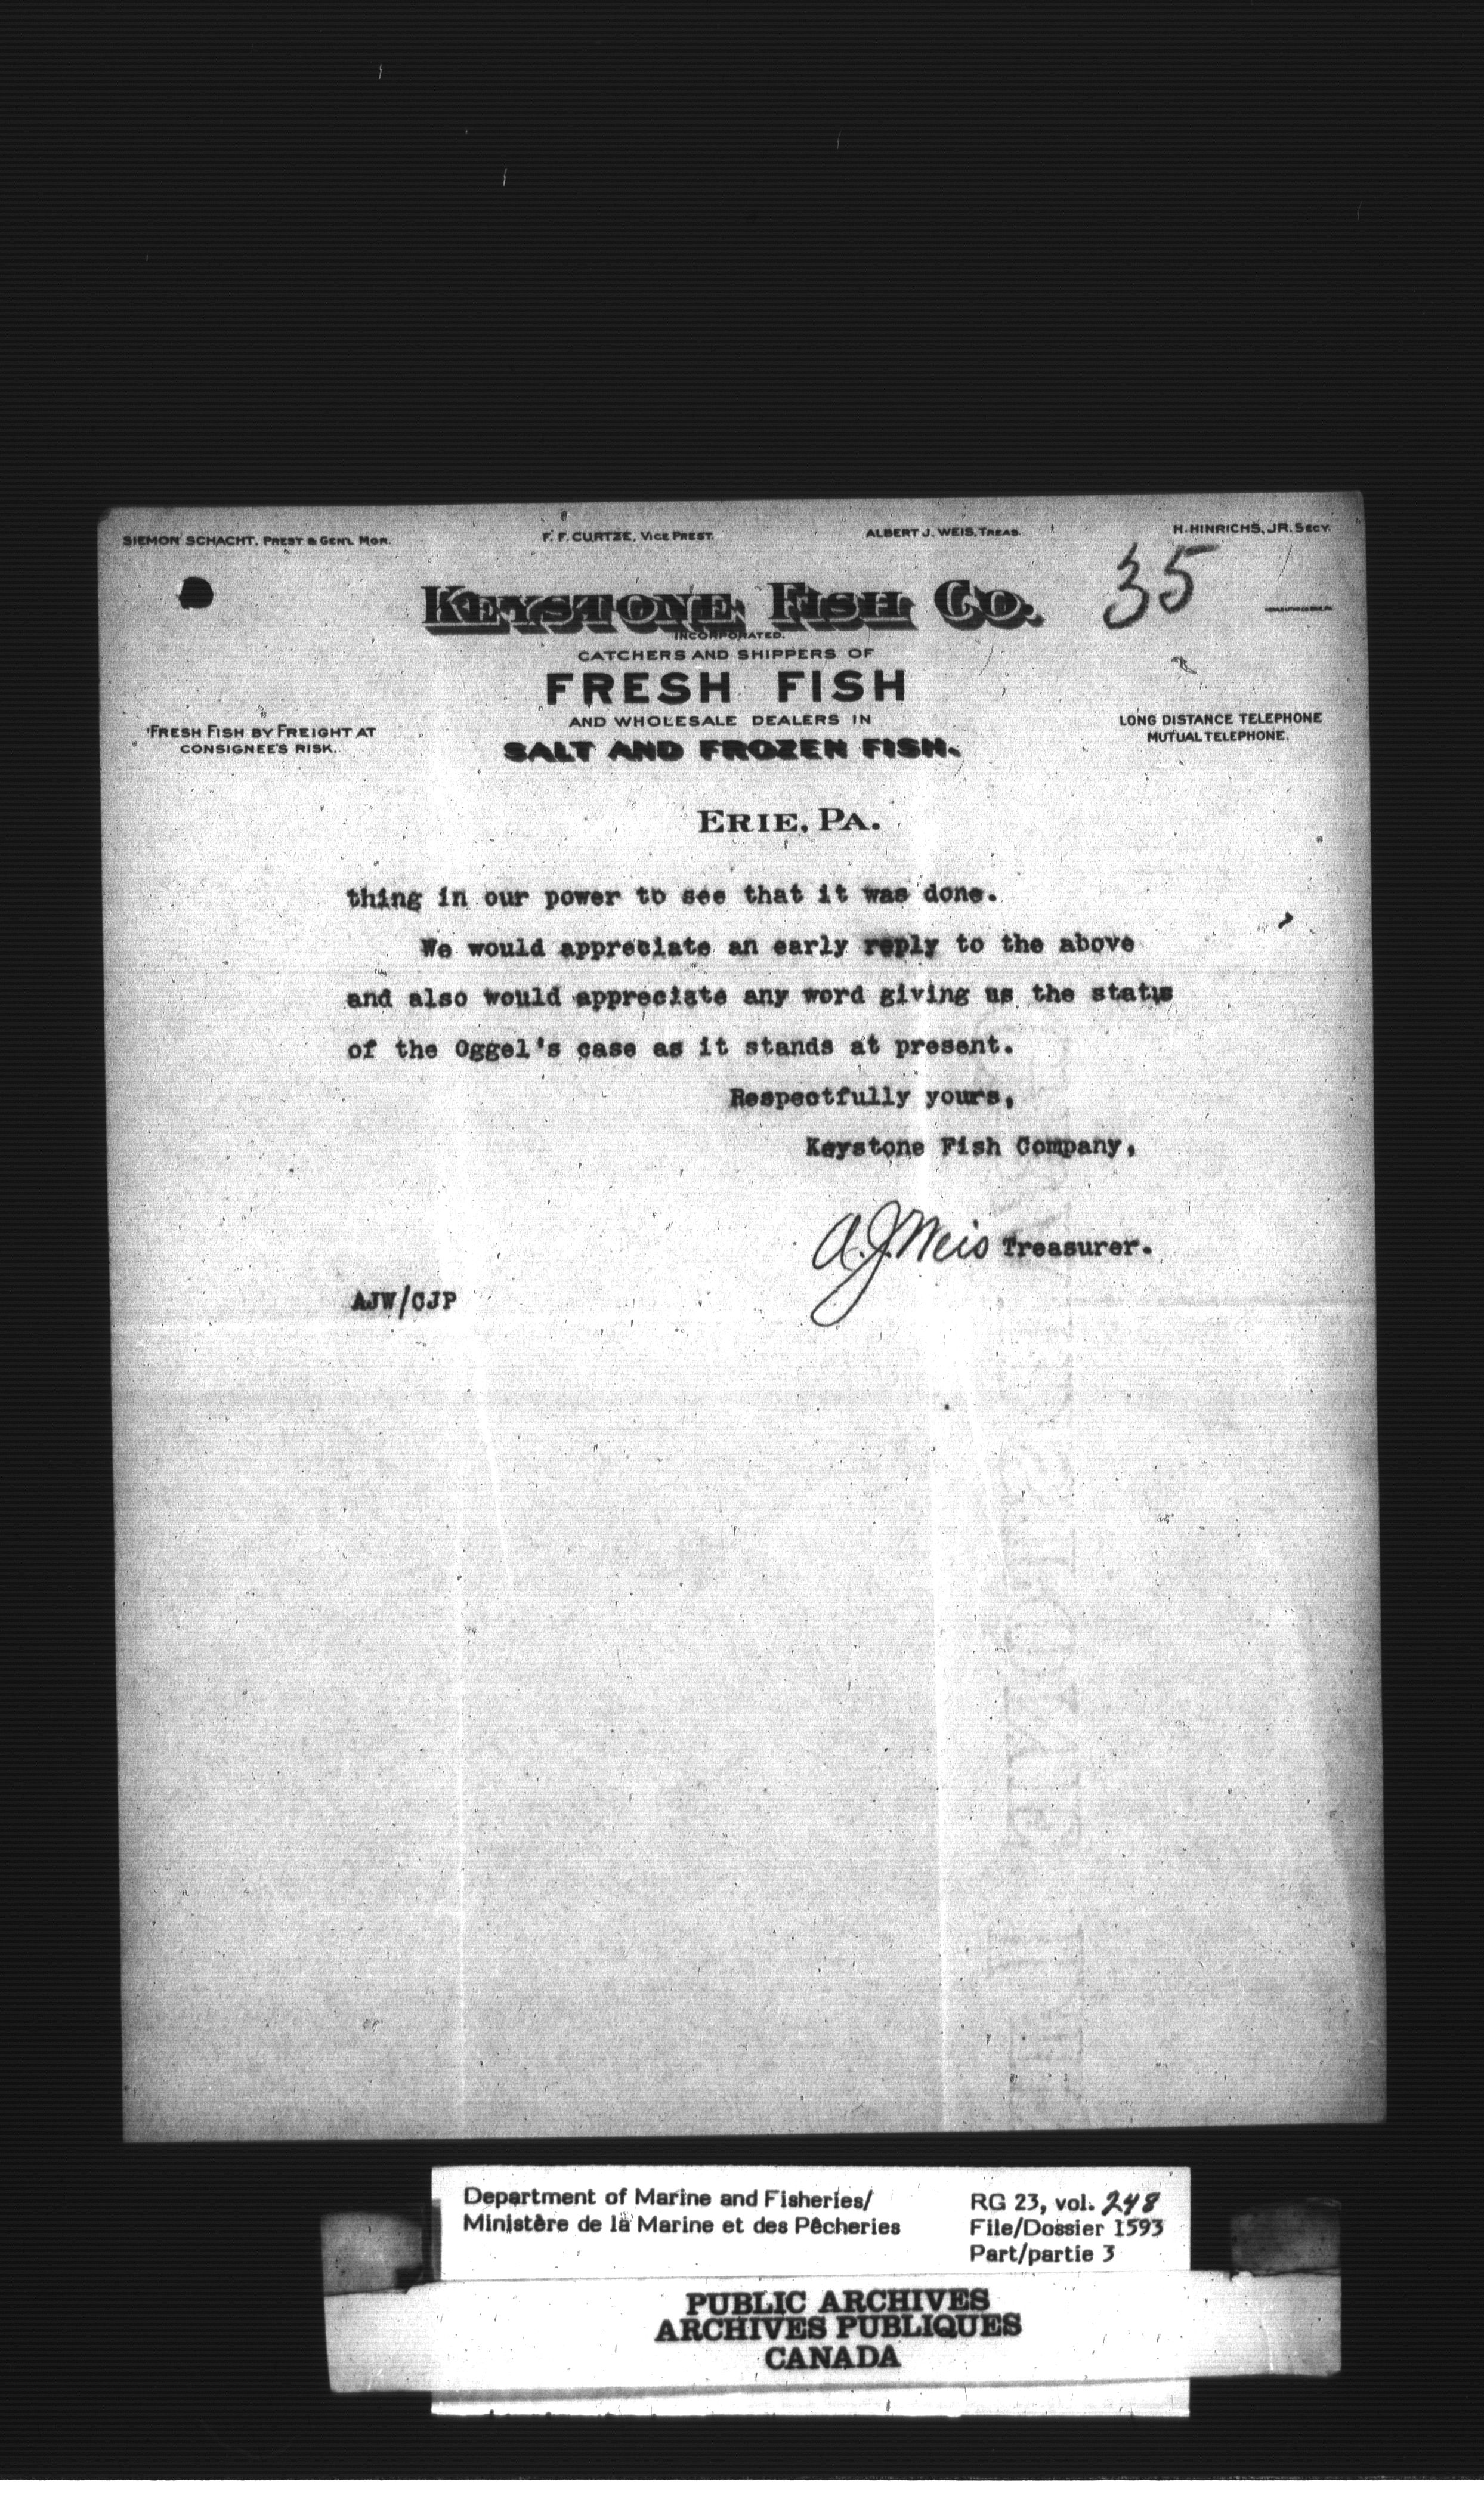 SIEMON SCHACHT, PREST & GENL MGR.
F. F. CURTZE, VICE PREST.
ALBERT J. WEIS, TREAS.
H. HINRICHS, JR. SECY.
35
KEYSTONE FISH CO.
INCORPORATED.
CATCHERS AND SHIPPERS OF
FRESH FISH
AND WHOLESALE DEALERS IN
SALT AND FROZEN FISH.
FRESH FISH BY FREIGHT AT
CONSIGNEE'S RISK.
LONG DISTANCE TELEPHONE
MUTUAL TELEPHONE.
ERIE, PA.
thing in our power to see that it was done.
We would appreciate an early reply to the above
and also would appreciate any word giving us the status
of the Oggel's case as it stands at present.
Respectfully yours,
Keystone Fish Company,
A.J. Weis Treasurer.
AJW/CJP
Department of Marine and Fisheries/
Ministère de la Marine et des Pêcheries
RG 23, vol. 248
File/Dossier 1593
Part/partie 3
PUBLIC ARCHIVES
ARCHIVES PUBLIQUES
CANADA